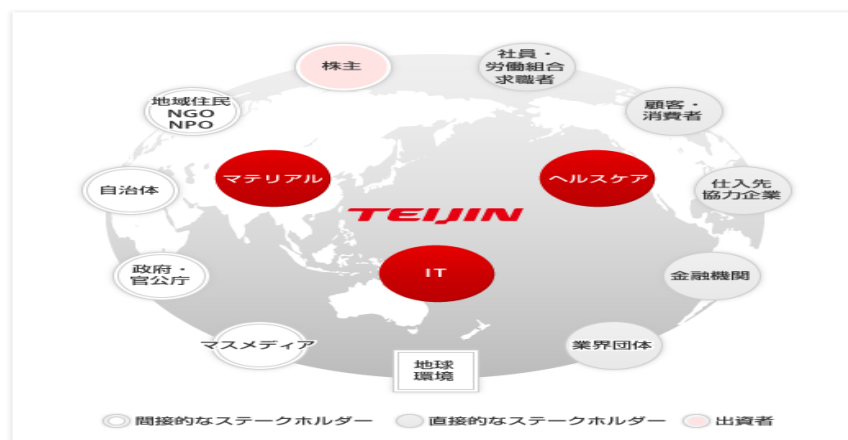 株主
社員・
労働組合
求職者
地域住民
NGO
NPO
顧客・
消費者
マテリアル
ヘルスケア
自治体
仕入先
協力企業
TEIJIN
IT
政府・
官公庁
金融機関
マスメディア
業界団体
地球
環境
間接的なステークホルダー
直接的なステークホルダー
出資者